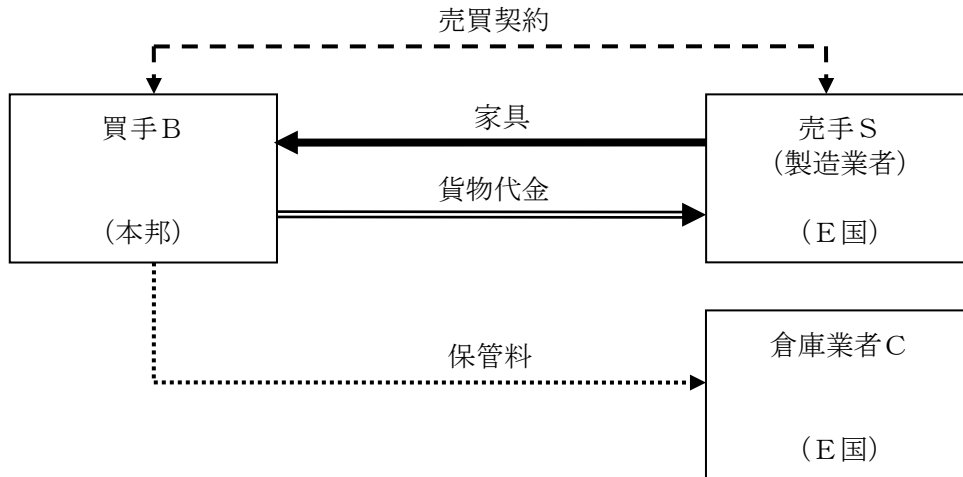 売買契約
買手Ｂ
（本邦）
家具
貨物代金
売手Ｓ
（製造業者）
（Ｅ国）
保管料
倉庫業者Ｃ
（Ｅ国）